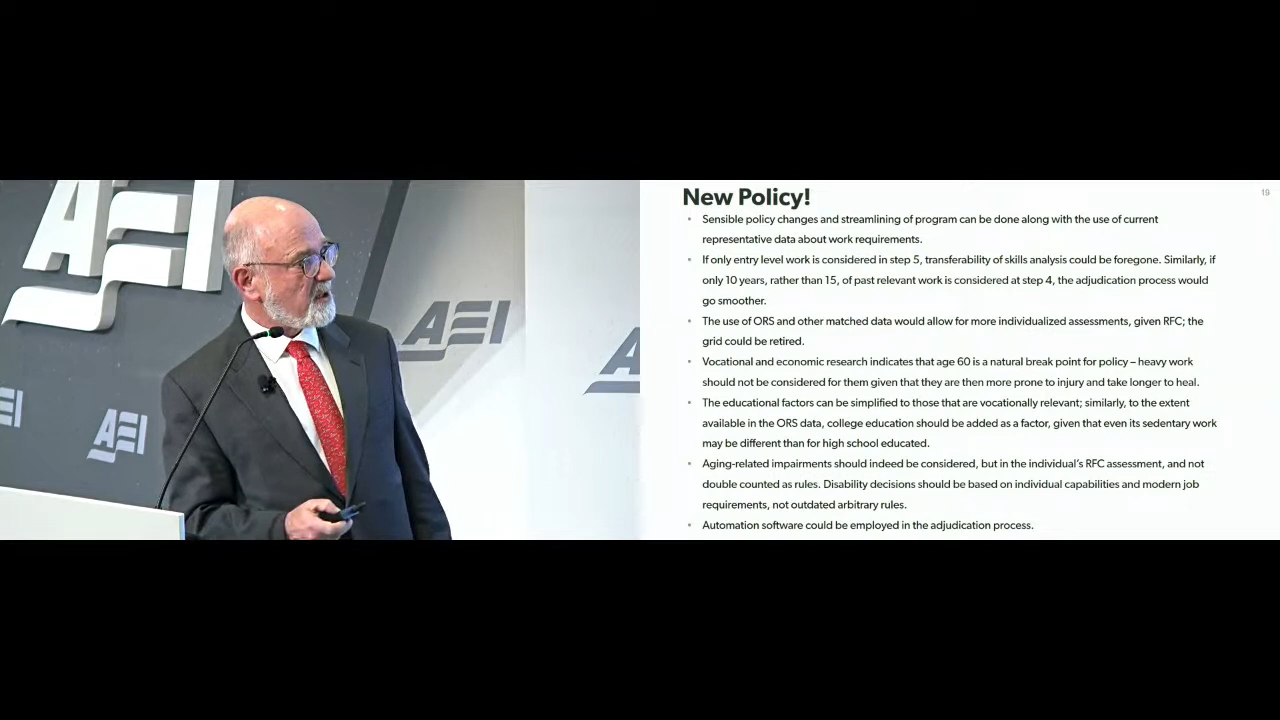 AEI
AEI
AEI
EI
A
New Policy!
19
• Sensible policy changes and streamlining of program can be done along with the use of current
representative data about work requirements.
• If only entry level work is considered in step 5, transferability of skills analysis could be foregone. Similarly, if
only 10 years, rather than 15, of past relevant work is considered at step 4, the adjudication process would
go smoother.
• The use of ORS and other matched data would allow for more individualized assessments, given RFC; the
grid could be retired.
• Vocational and economic research indicates that age 60 is a natural break point for policy – heavy work
should not be considered for them given that they are then more prone to injury and take longer to heal.
• The educational factors can be simplified to those that are vocationally relevant; similarly, to the extent
available in the ORS data, college education should be added as a factor, given that even its sedentary work
may be different than for high school educated.
• Aging-related impairments should indeed be considered, but in the individual's RFC assessment, and not
double counted as rules. Disability decisions should be based on individual capabilities and modern job
requirements, not outdated arbitrary rules.
• Automation software could be employed in the adjudication process.